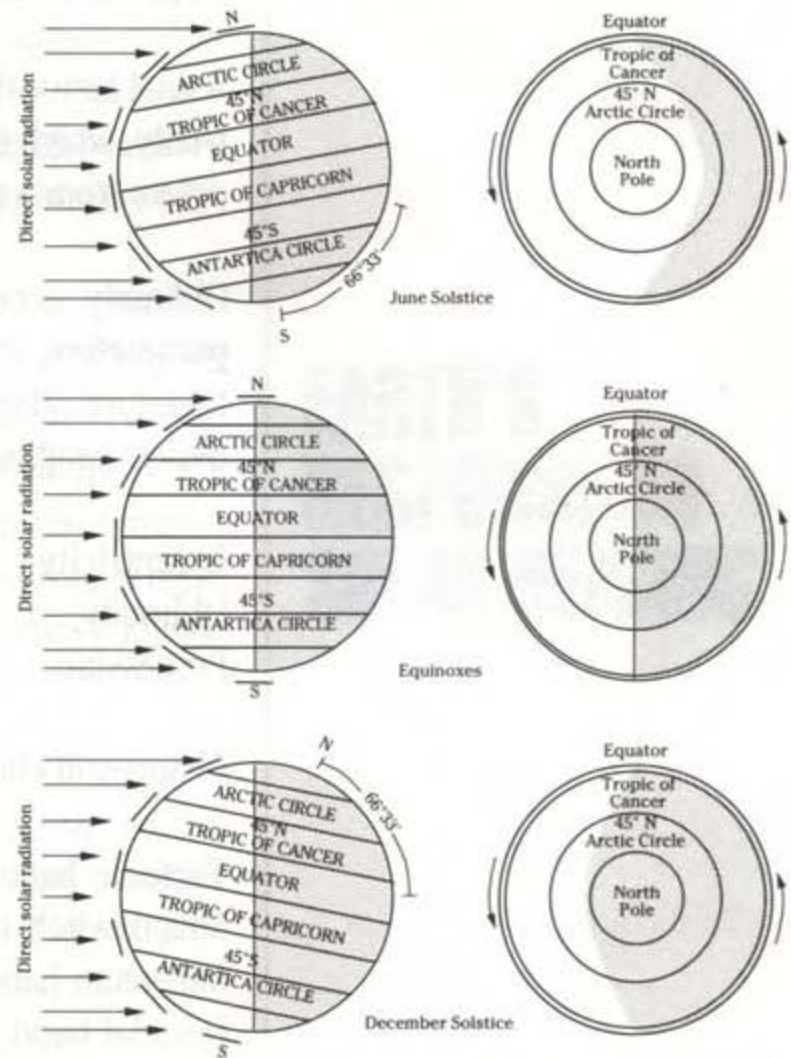 Direct solar radiation
N
ARCTIC CIRCLE
45°N
TROPIC OF CANCER
EQUATOR
TROPIC OF CAPRICORN
45°S
ANTARTICA CIRCLE
S
66°33'
June Solstice
Equator
Tropic of
Cancer
45° N
Arctic Circle
North
Pole
Direct solar radiation
N
ARCTIC CIRCLE
45°N
TROPIC OF CANCER
EQUATOR
TROPIC OF CAPRICORN
45°S
ANTARTICA CIRCLE
S
Equinoxes
Equator
Tropic of
Cancer
45° N
Arctic Circle
North
Pole
Direct solar radiation
N
66°33'
ARCTIC CIRCLE
45°N
TROPIC OF CANCER
EQUATOR
TROPIC OF CAPRICORN
45°S
ANTARTICA CIRCLE
S
December Solstice
Equator
Tropic of
Cancer
45° N
Arctic Circle
North
Pole